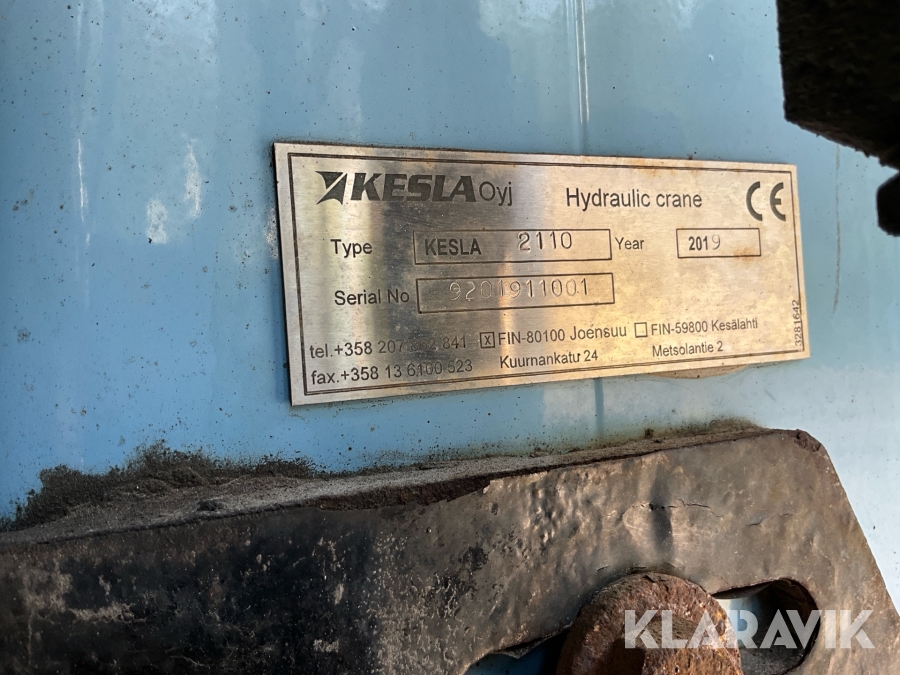 KESLA Oyj Hydraulic crane CE
Type KESLA 2110 Year 2019
Serial No 9201911001
tel.+358 207 841 x FIN-80100 Joensuu FIN-59800 Kesälahti
fax.+358 13 6100 523 Kuurnankatu 24 Metsolantie 2
3281642
KLARAVIK